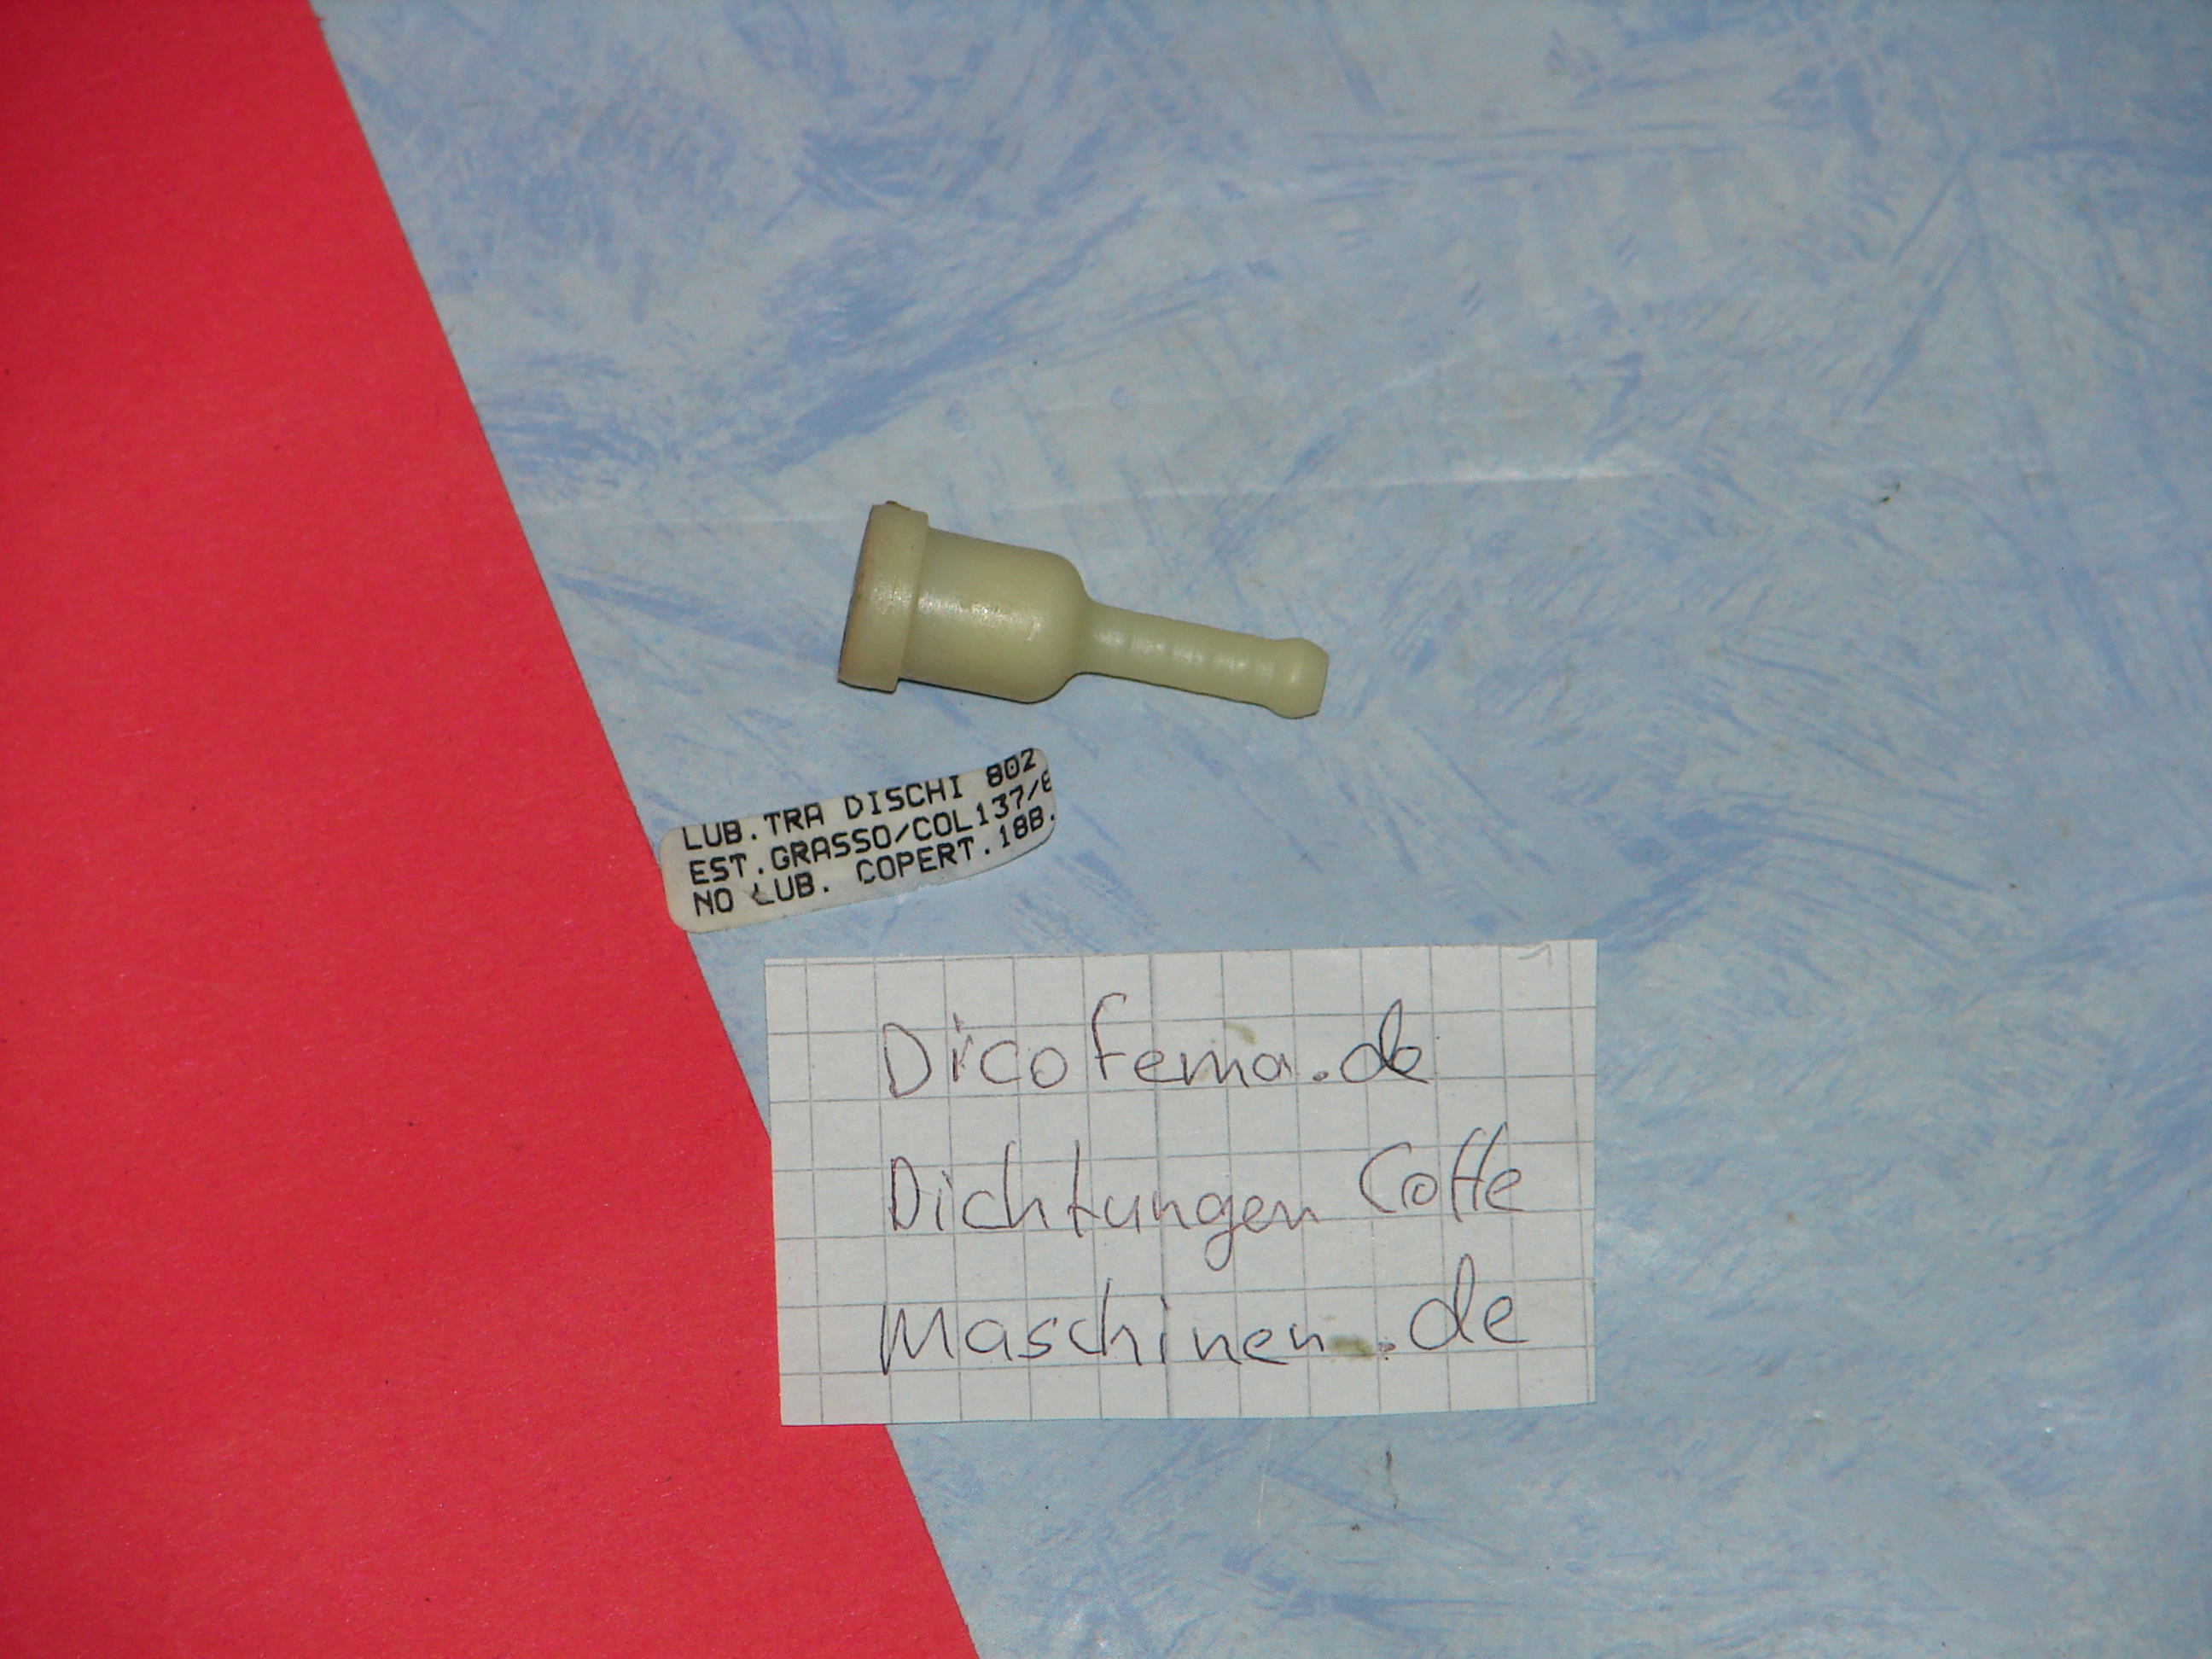 LUB.TRA DISCHI 802
EST.GRASSO/COL137/
NO LUB. COPERT.18B.
Dicofema.de
Dichtungen Coffe
Maschinen.de